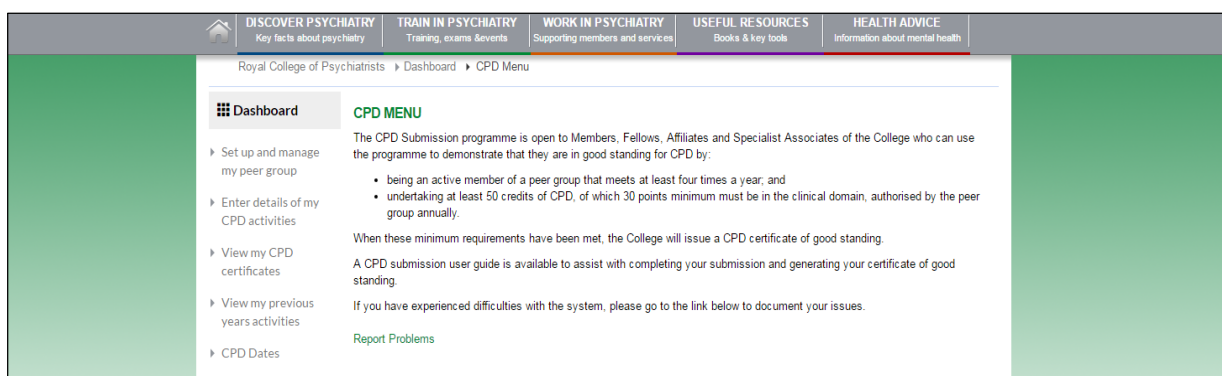 DISCOVER PSYCHIATRY
Key facts about psychiatry
TRAIN IN PSYCHIATRY
Training, exams &events
WORK IN PSYCHIATRY
Supporting members and services
USEFUL RESOURCES
Books & key tools
HEALTH ADVICE
Information about mental health
Royal College of Psychiatrists Dashboard CPD Menu
Dashboard
Set up and manage
my peer group
Enter details of my
CPD activities
View my CPD
certificates
View my previous
years activities
CPD Dates
CPD MENU
The CPD Submission programme is open to Members, Fellows, Affiliates and Specialist Associates of the College who can use
the programme to demonstrate that they are in good standing for CPD by:
• being an active member of a peer group that meets at least four times a year; and
• undertaking at least 50 credits of CPD, of which 30 points minimum must be in the clinical domain, authorised by the peer
group annually.
When these minimum requirements have been met, the College will issue a CPD certificate of good standing.
A CPD submission user guide is available to assist with completing your submission and generating your certificate of good
standing.
If you have experienced difficulties with the system, please go to the link below to document your issues.
Report Problems